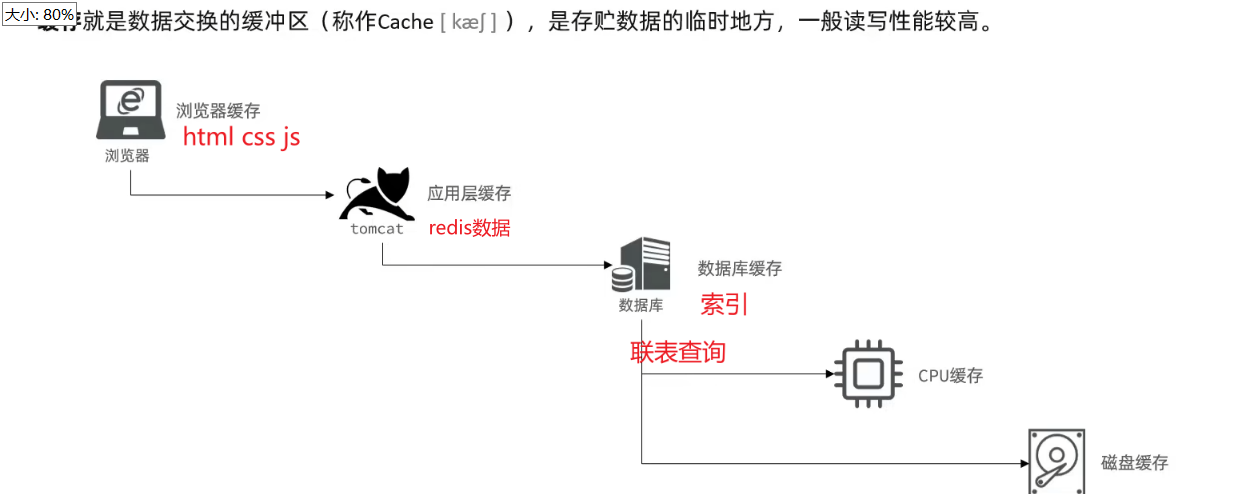 大小: 80%
缓存就是数据交换的缓冲区（称作Cache [ kæʃ ] ），是存贮数据的临时地方，一般读写性能较高。
浏览器缓存
html css js
浏览器
应用层缓存
tomcat
redis数据
数据库缓存
数据库
索引
联表查询
CPU缓存
磁盘缓存